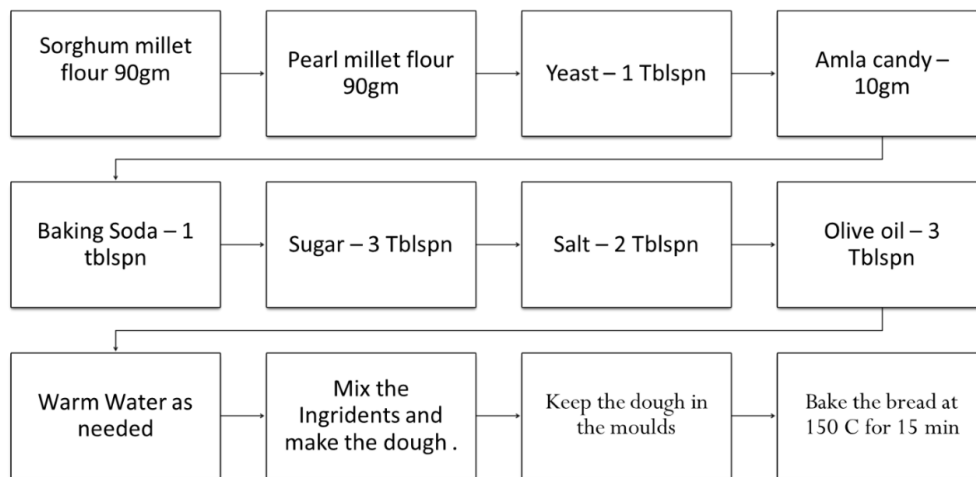 Sorghum millet
flour 90gm
Pearl millet flour
90gm
Yeast – 1 Tblspn
Amla candy –
10gm
Baking Soda – 1
tblspn
Sugar – 3 Tblspn
Salt – 2 Tblspn
Olive oil – 3
Tblspn
Warm Water as
needed
Mix the
Ingridents and
make the dough .
Keep the dough in
the moulds
Bake the bread at
150 C for 15 min